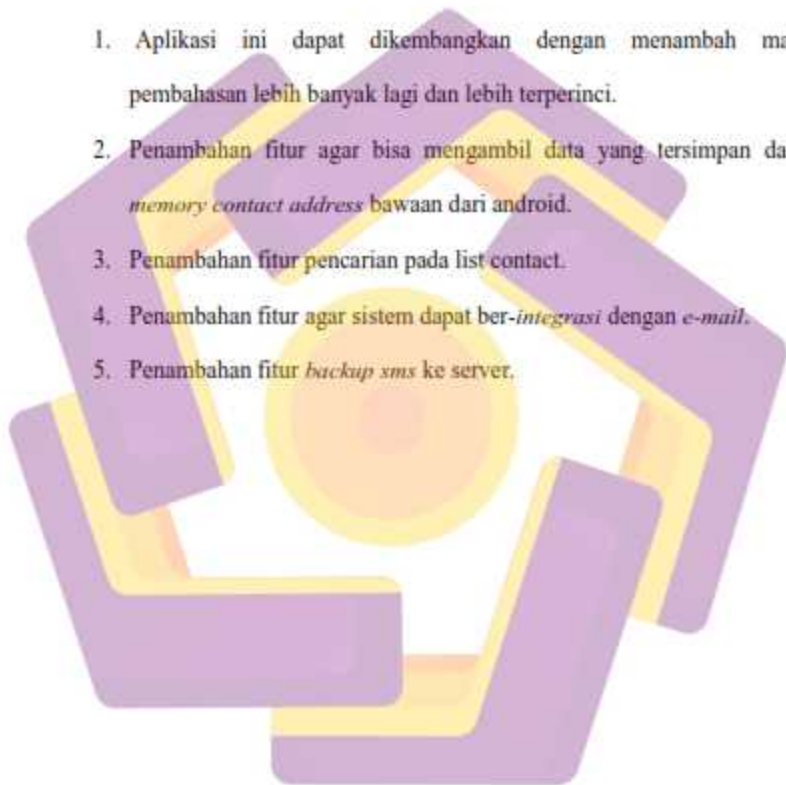 1. Aplikasi ini dapat dikembangkan dengan menambah
pembahasan lebih banyak lagi dan lebih terperinci.
2. Penambahan fitur agar bisa mengambil data yang tersimpan
memory contact address bawaan dari android.
3. Penambahan fitur pencarian pada list contact.
4. Penambahan fitur agar sistem dapat ber-integrasi dengan e-mail.
5. Penambahan fitur backup sms ke server.